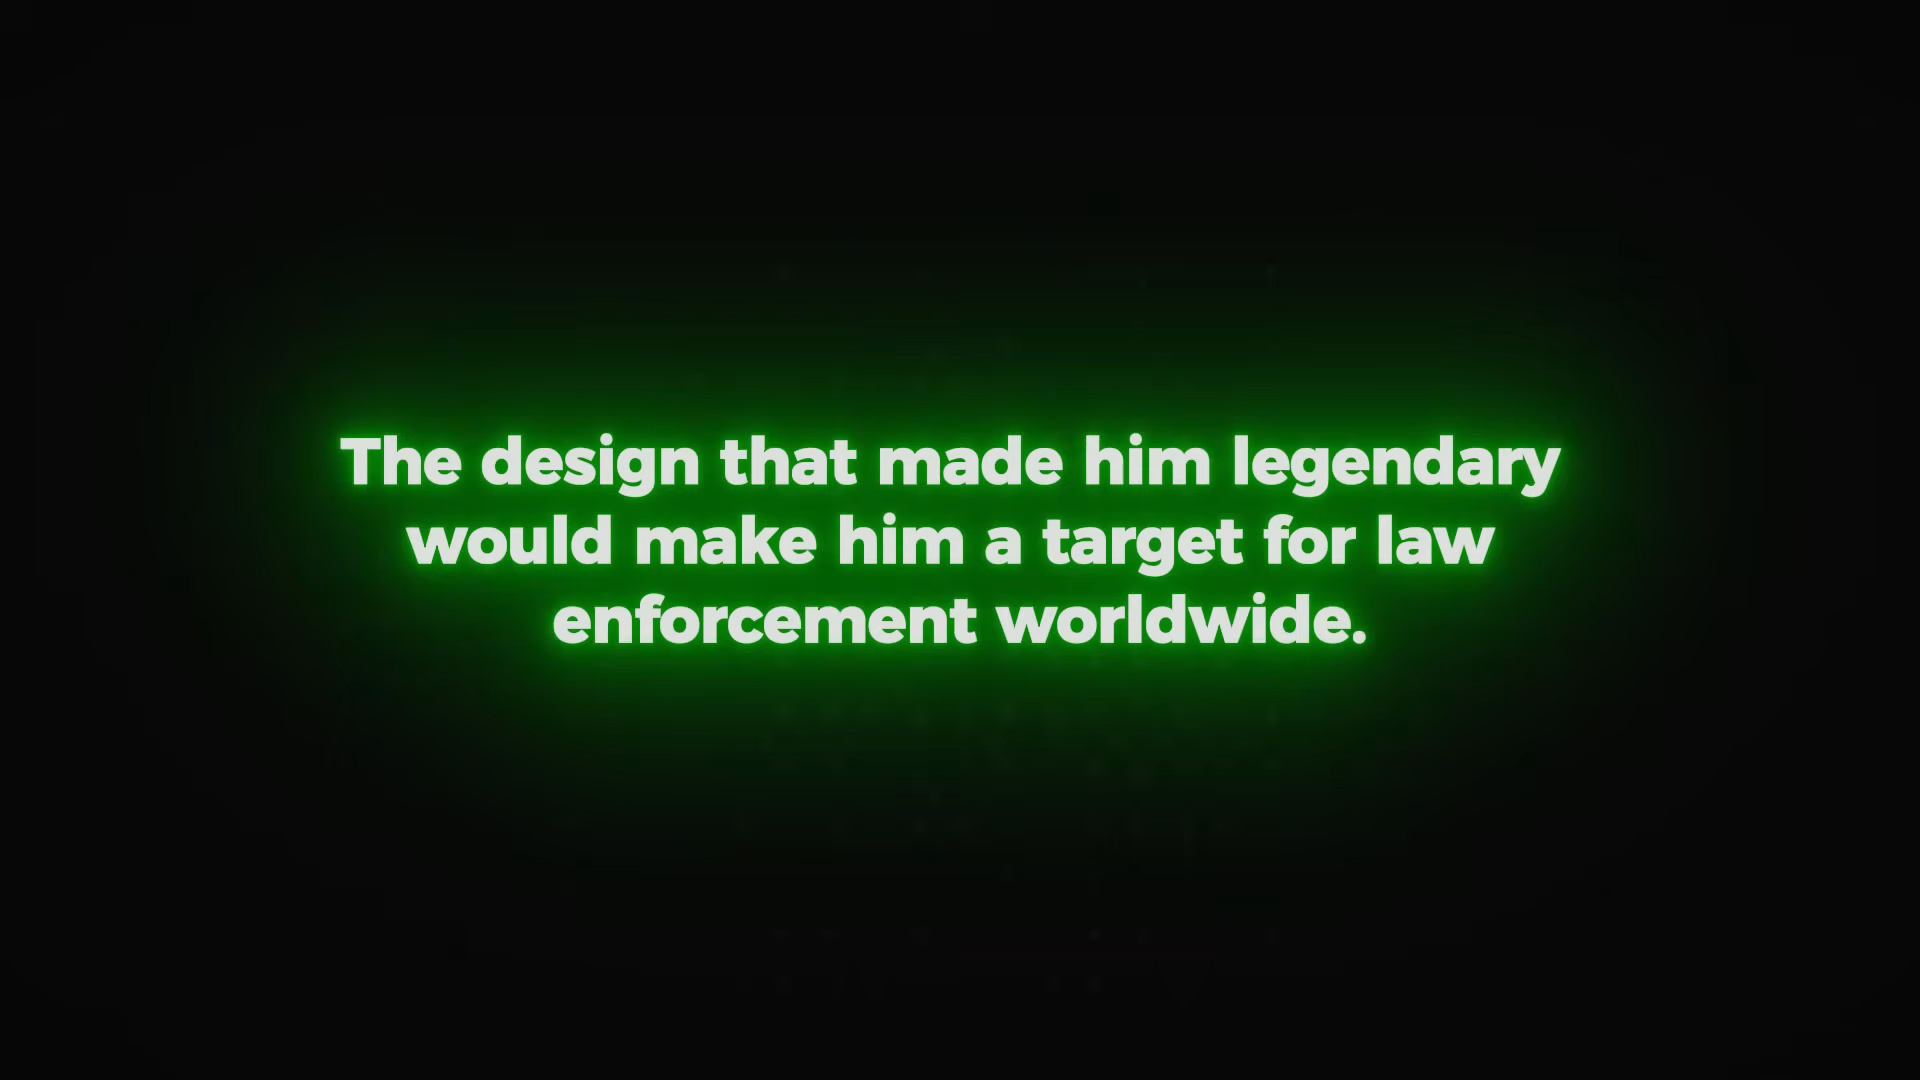 The design that made him legendary
would make him a target for law
enforcement worldwide.